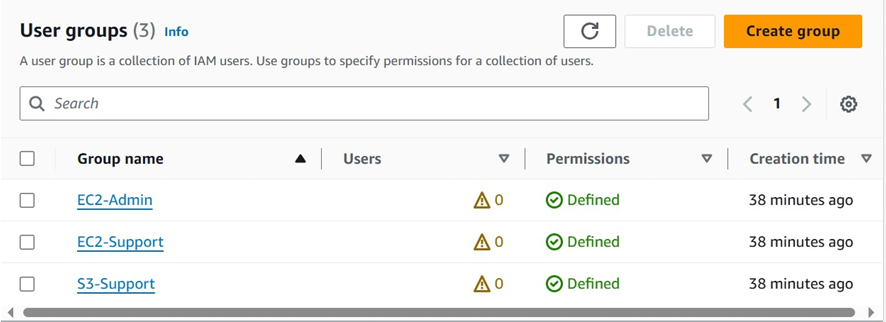 User groups (3) Info
Delete
Create group
A user group is a collection of IAM users. Use groups to specify permissions for a collection of users.
Search
1
Group name Users Permissions Creation time
EC2-Admin 0 Defined 38 minutes ago
EC2-Support 0 Defined 38 minutes ago
S3-Support 0 Defined 38 minutes ago